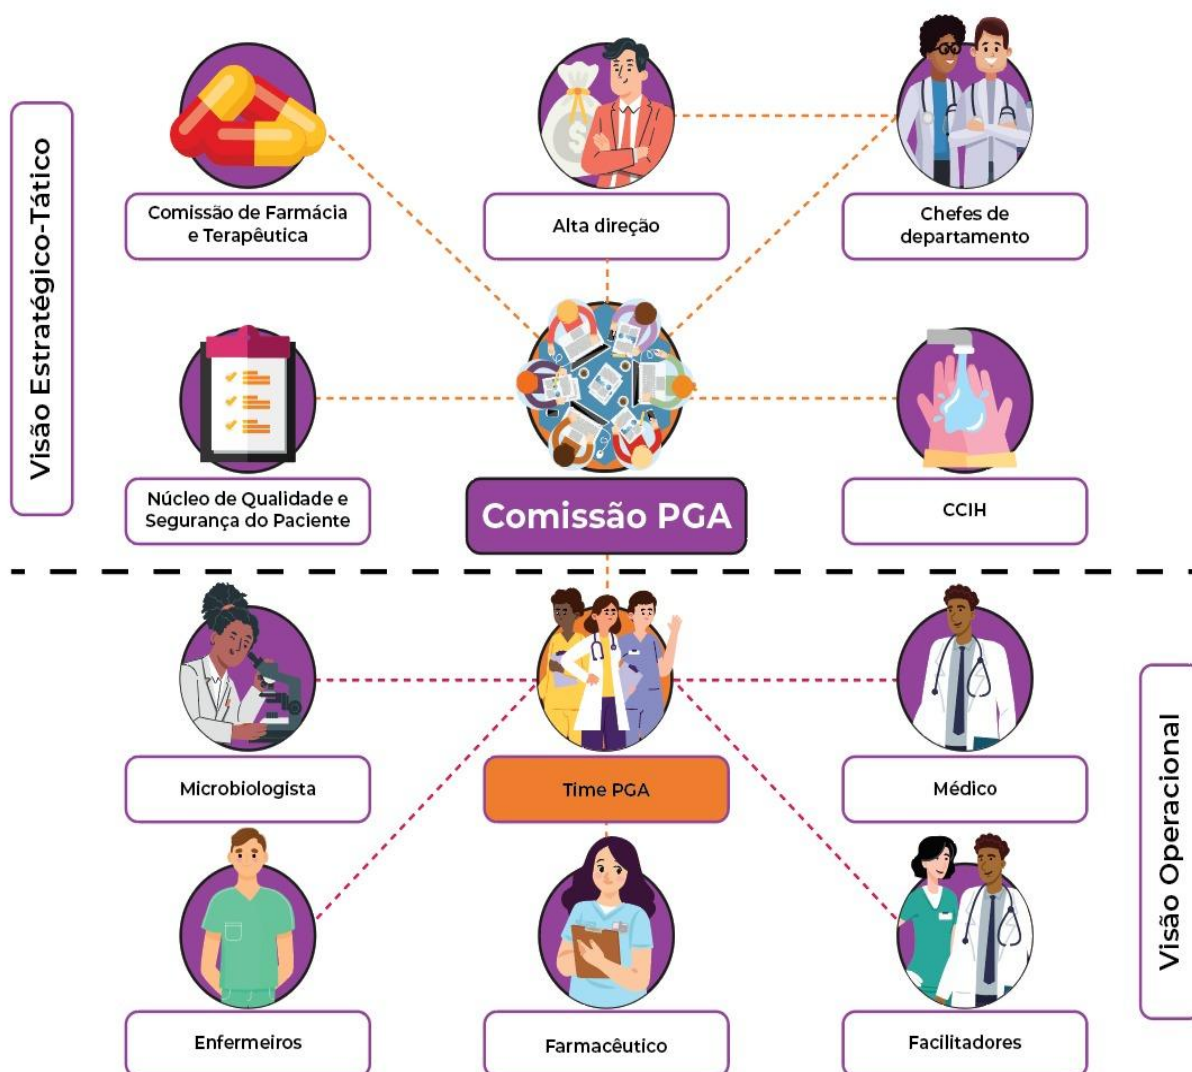 Visão Estratégico-Tático
Comissão de Farmácia
e Terapêutica
Alta direção
Chefes de
departamento
Núcleo de Qualidade e
Segurança do Paciente
Comissão PGA
CCIH
Visão Operacional
Microbiologista
Time PGA
Médico
Enfermeiros
Farmacêutico
Facilitadores